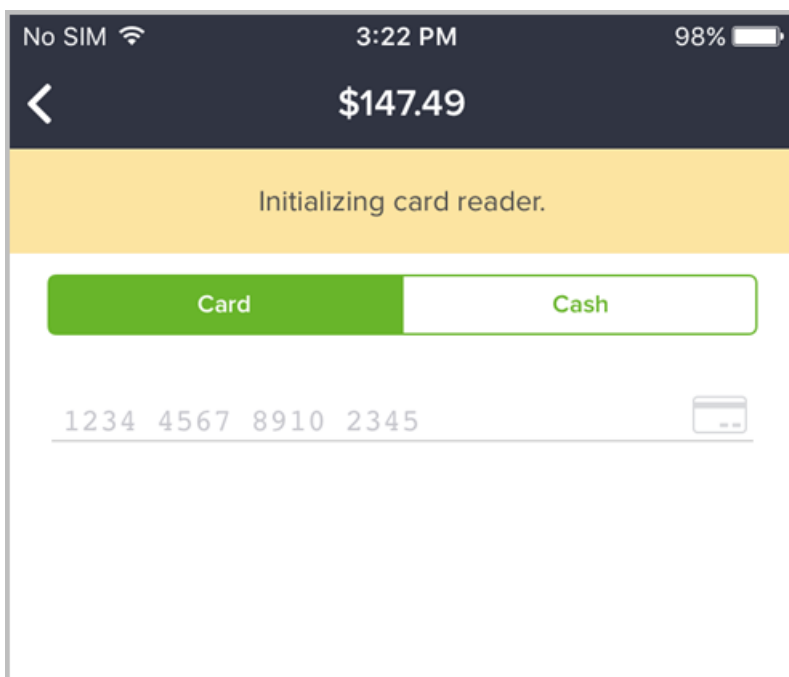 No SIM 3:22 PM 98%
$147.49
Initializing card reader.
Card Cash
1234 4567 8910 2345